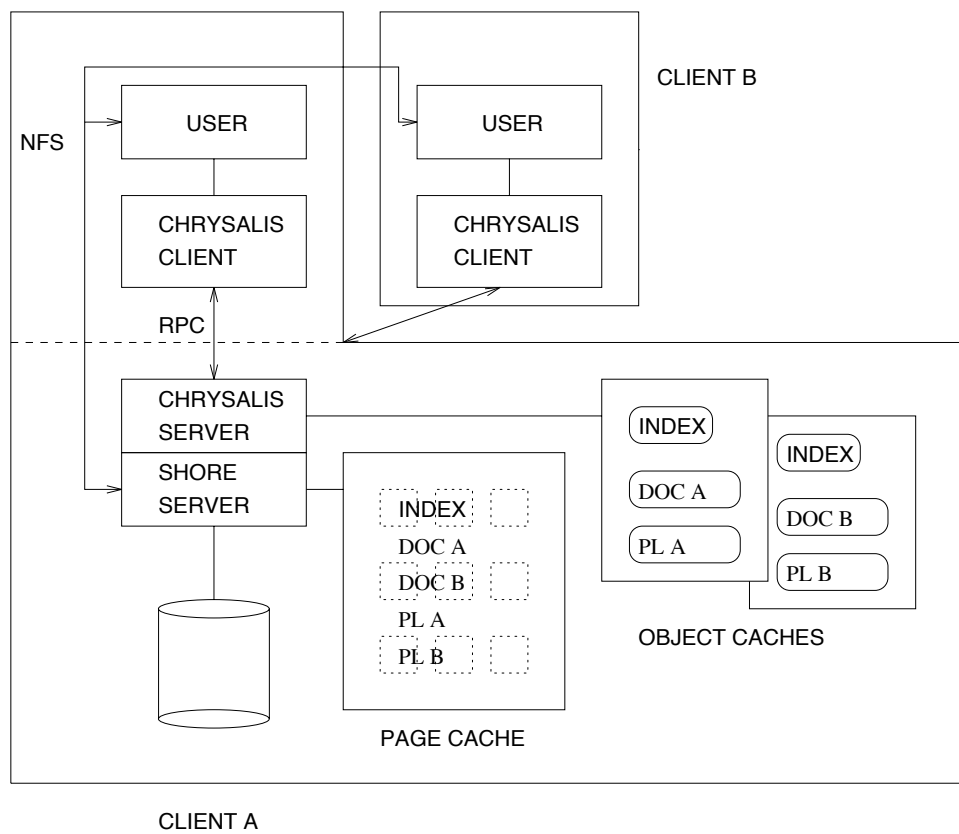 CLIENT B
USER
USER
NFS
CHRYSALIS
CLIENT
CHRYSALIS
CLIENT
RPC
CHRYSALIS
SERVER
SHORE
SERVER
INDEX
DOC A
DOC B
PL A
PL B
INDEX
DOC A
PL A
INDEX
DOC B
PL B
OBJECT CACHES
PAGE CACHE
CLIENT A